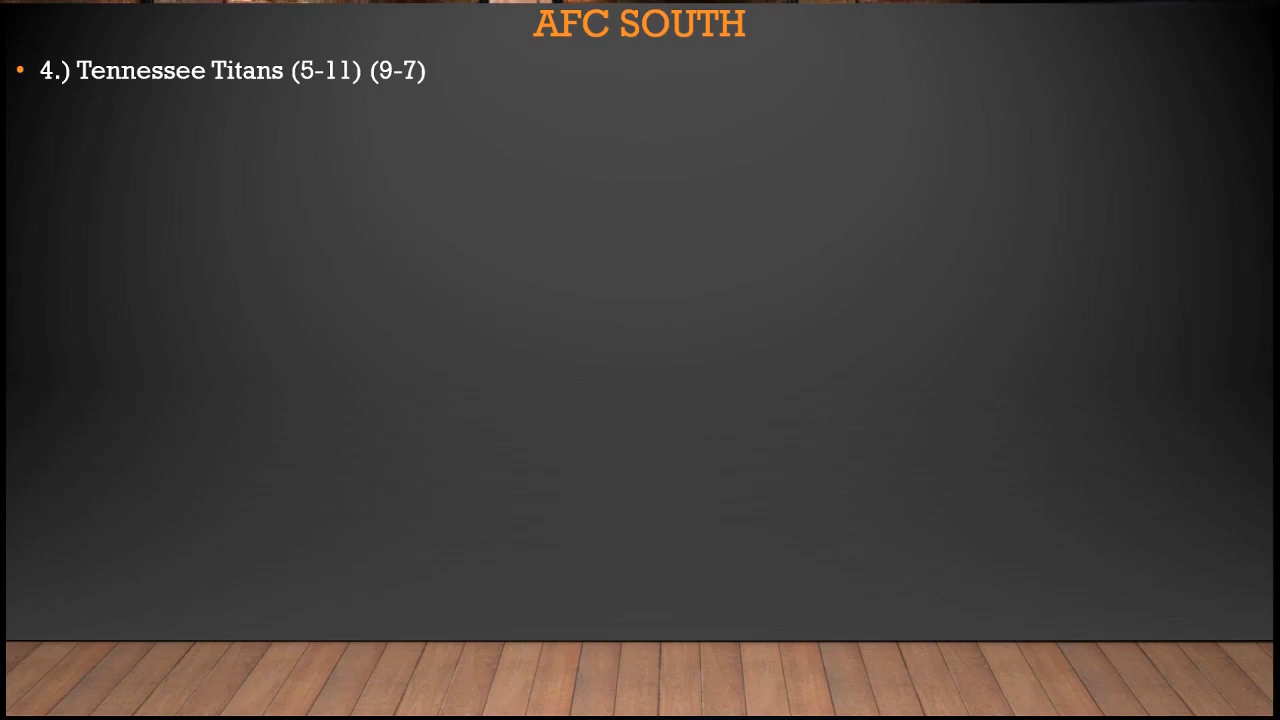 AFC SOUTH
• 4.) Tennessee Titans (5-11) (9-7)